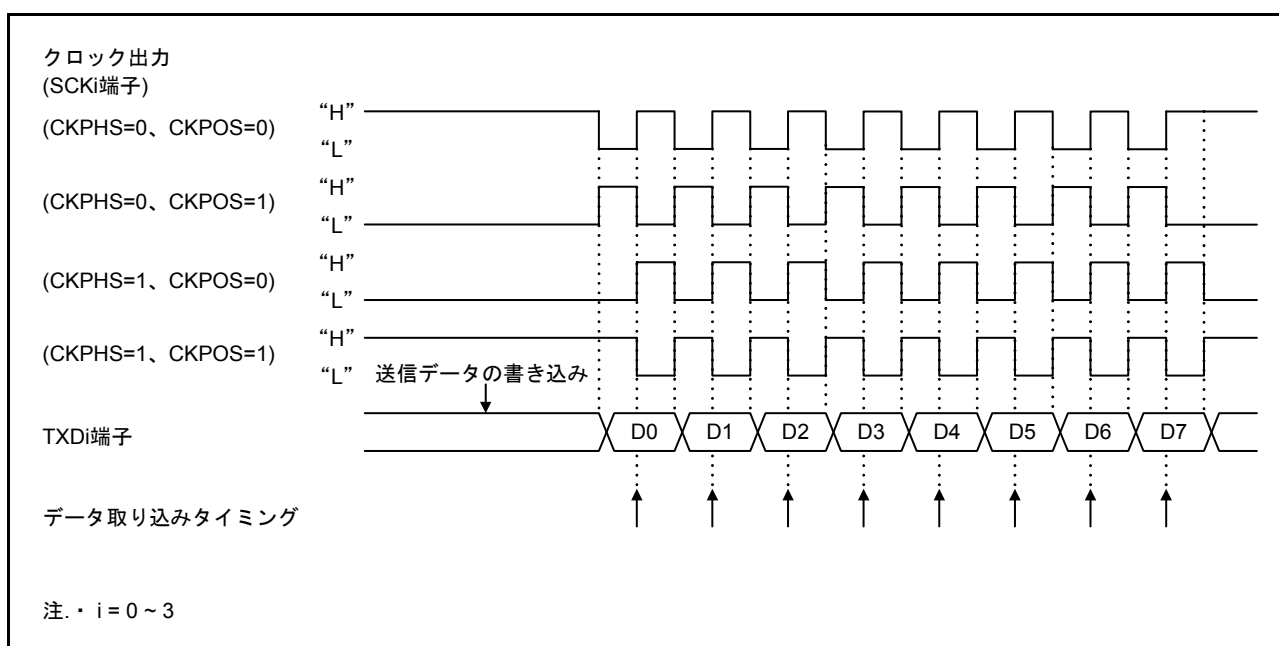 クロック出力
(SCKi端子)
(CKPHS=0、CKPOS=0)
“H”
“L”
(CKPHS=0、CKPOS=1)
“H”
“L”
(CKPHS=1、CKPOS=0)
“H”
“L”
(CKPHS=1、CKPOS=1)
“H”
“L”
送信データの書き込み
TXDi端子
D0 D1 D2 D3 D4 D5 D6 D7
データ取り込みタイミング
注.・ i = 0 ~ 3